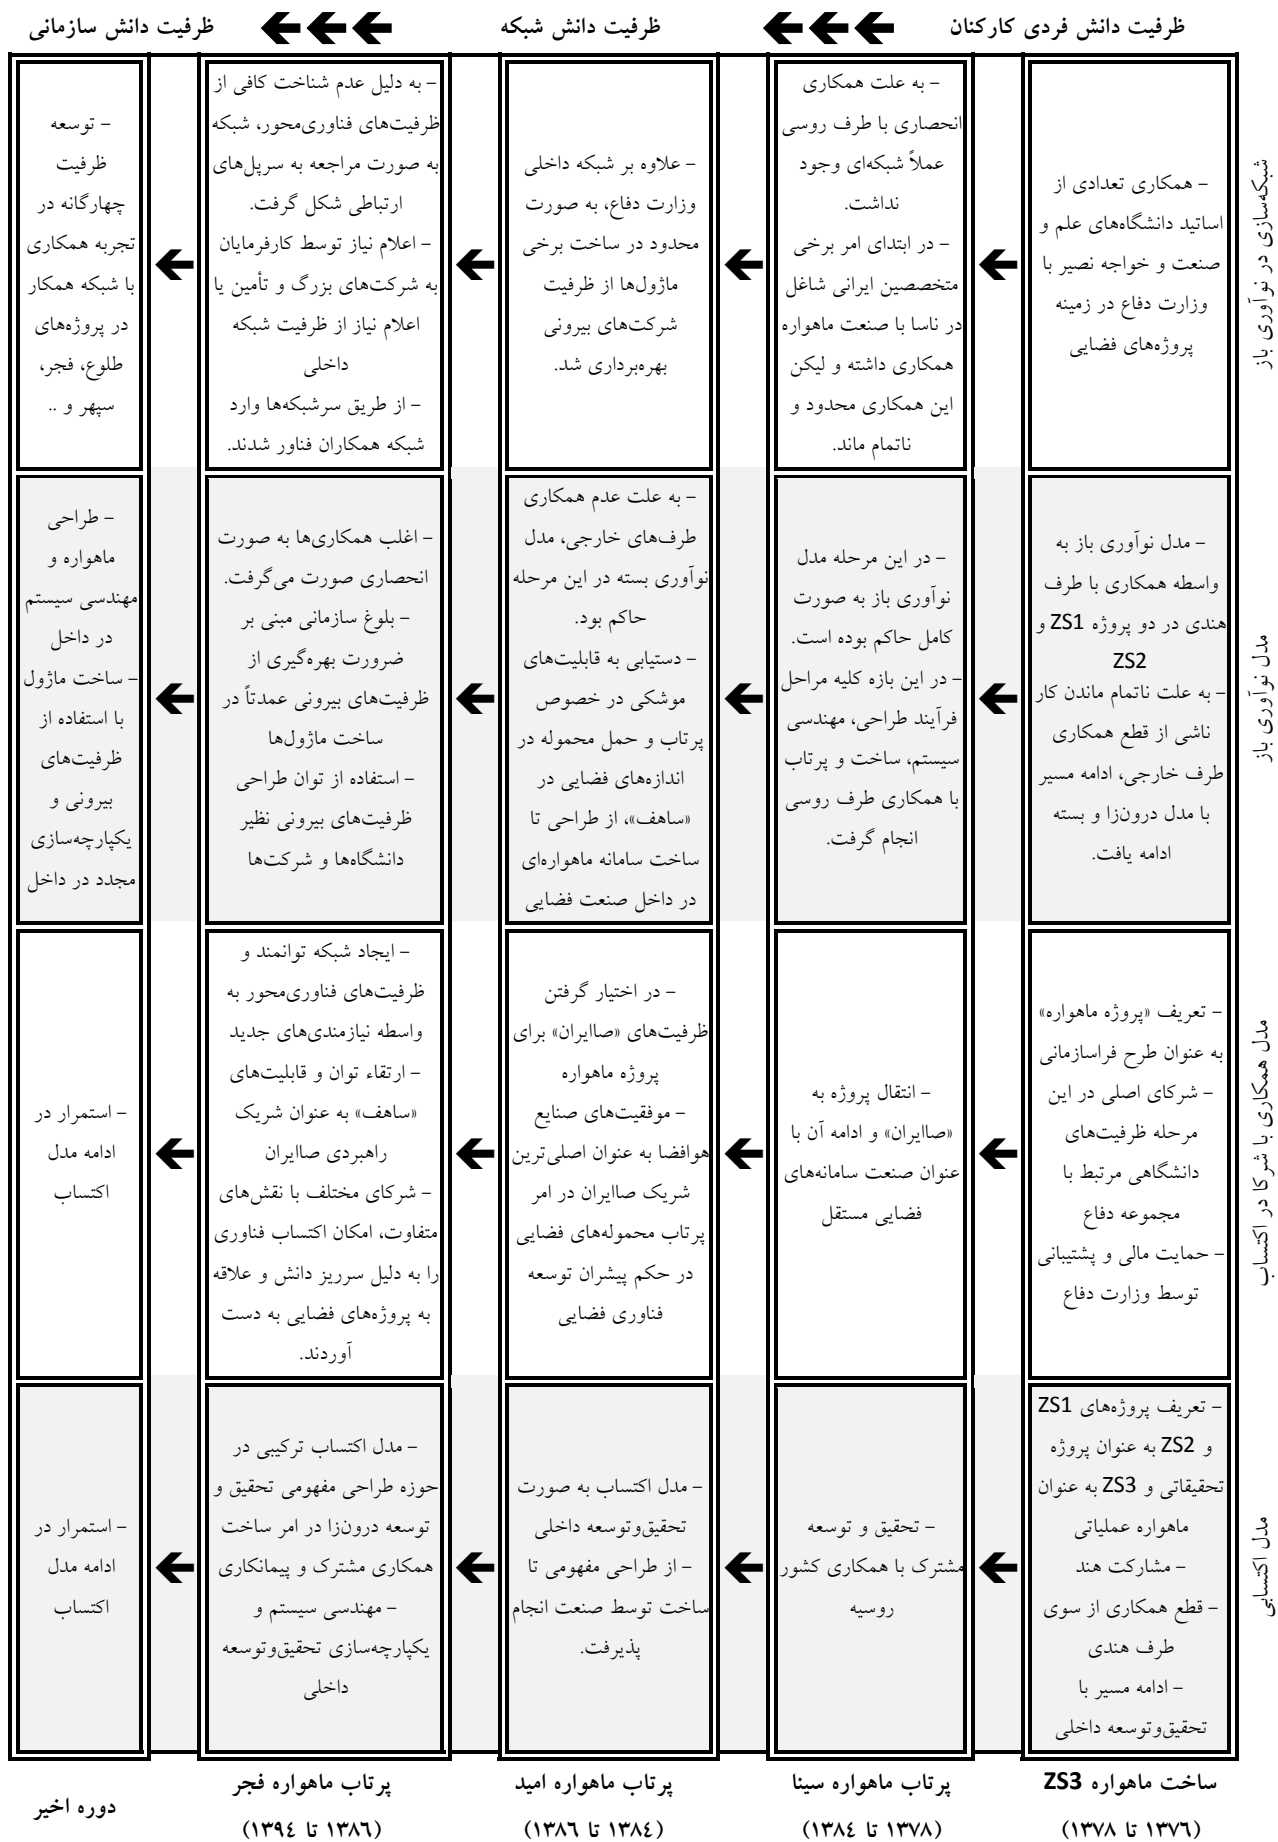 ظرفیت دانش فردی کارکنان
ظرفیت دانش شبکه
ظرفیت دانش سازمانی
شبکه‌سازی در نوآوری باز
- همکاری تعدادی از
اساتید دانشگاه‌های علم و
صنعت و خواجه نصیر با
وزارت دفاع در زمینه
پروژه‌های فضایی
- به علت همکاری
انحصاری با طرف روسی
عملاً شبکه‌ای وجود
نداشت.
- در ابتدای امر برخی
متخصصین ایرانی شاغل
در ناسا با صنعت ماهواره
همکاری داشته و لیکن
این همکاری محدود و
ناتمام ماند.
- علاوه بر شبکه داخلی
وزارت دفاع، به صورت
محدود در ساخت برخی
ماژول‌ها از ظرفیت
شرکت‌های بیرونی
بهره‌برداری شد.
- به دلیل عدم شناخت کافی از
ظرفیت‌های فناوری‌محور، شبکه
به صورت مراجعه به سرپل‌های
ارتباطی شکل گرفت.
- اعلام نیاز توسط کارفرمایان
به شرکت‌های بزرگ و تأمین یا
اعلام نیاز از ظرفیت شبکه
داخلی
- از طریق سرشبکه‌ها وارد
شبکه همکاران فناور شدند.
- توسعه
ظرفیت
چهارگانه در
تجربه همکاری
با شبکه همکار
در پروژه‌های
طلوع، فجر،
سپهر و ..
مدل نوآوری باز
- مدل نوآوری باز به
واسطه همکاری با طرف
هندی در دو پروژه ZS1 و
ZS2
- به علت ناتمام ماندن کار
ناشی از قطع همکاری
طرف خارجی، ادامه مسیر
با مدل درون‌زا و بسته
ادامه یافت.
- در این مرحله مدل
نوآوری باز به صورت
کامل حاکم بوده است.
- در این بازه کلیه مراحل
فرآیند طراحی، مهندسی
سیستم، ساخت و پرتاب
با همکاری طرف روسی
انجام گرفت.
- به علت عدم همکاری
طرف‌های خارجی، مدل
نوآوری بسته در این مرحله
حاکم بود.
- دستیابی به قابلیت‌های
موشکی در خصوص
پرتاب و حمل محموله در
اندازه‌های فضایی در
«ساهف»، از طراحی تا
ساخت سامانه ماهواره‌ای
در داخل صنعت فضایی
- اغلب همکاری‌ها به صورت
انحصاری صورت می‌گرفت.
- بلوغ سازمانی مبنی بر
ضرورت بهره‌گیری از
ظرفیت‌های بیرونی عمدتاً در
ساخت ماژول‌ها
- استفاده از توان طراحی
ظرفیت‌های بیرونی نظیر
دانشگاه‌ها و شرکت‌ها
- طراحی
ماهواره و
مهندسی سیستم
در داخل
- ساخت ماژول
با استفاده از
ظرفیت‌های
بیرونی و
یکپارچه‌سازی
مجدد در داخل
مدل همکاری با شرکا در اکتساب
- تعریف «پروژه ماهواره»
به عنوان طرح فراسازمانی
- شرکای اصلی در این
مرحله ظرفیت‌های
دانشگاهی مرتبط با
مجموعه دفاع
- حمایت مالی و پشتیبانی
توسط وزارت دفاع
- انتقال پروژه به
«صاایران» و ادامه آن با
عنوان صنعت سامانه‌های
فضایی مستقل
- در اختیار گرفتن
ظرفیت‌های «صاایران» برای
پروژه ماهواره
- موفقیت‌های صنایع
هوافضا به عنوان اصلی‌ترین
شریک صاایران در امر
پرتاب محموله‌های فضایی
در حکم پیشران توسعه
فناوری فضایی
- ایجاد شبکه توانمند و
ظرفیت‌های فناوری‌محور به
واسطه نیازمندی‌های جدید
- ارتقاء توان و قابلیت‌های
«ساهف» به عنوان شریک
راهبردی صاایران
- شرکای مختلف با نقش‌های
متفاوت، امکان اکتساب فناوری
را به دلیل سرریز دانش و علاقه
به پروژه‌های فضایی به دست
آوردند.
- استمرار در
ادامه مدل
اکتساب
مدل اکتسابی
- تعریف پروژه‌های ZS1
و ZS2 به عنوان پروژه
تحقیقاتی و ZS3 به عنوان
ماهواره عملیاتی
- مشارکت هند
- قطع همکاری از سوی
طرف هندی
- ادامه مسیر با
تحقیق‌وتوسعه داخلی
- تحقیق و توسعه
مشترک با همکاری کشور
روسیه
- مدل اکتساب به صورت
تحقیق‌وتوسعه داخلی
- از طراحی مفهومی تا
ساخت توسط صنعت انجام
پذیرفت.
- مدل اکتساب ترکیبی در
حوزه طراحی مفهومی تحقیق و
توسعه درون‌زا در امر ساخت
همکاری مشترک و پیمانکاری
- مهندسی سیستم و
یکپارچه‌سازی تحقیق‌وتوسعه
داخلی
- استمرار در
ادامه مدل
اکتساب
ساخت ماهواره ZS3
(۱۳۷۶ تا ۱۳۷۸)
پرتاب ماهواره سینا
(۱۳۷۸ تا ۱۳۸٤)
پرتاب ماهواره امید
(۱۳۸٤ تا ۱۳۸٦)
پرتاب ماهواره فجر
(۱۳۸٦ تا ۱۳۹٤)
دوره اخیر